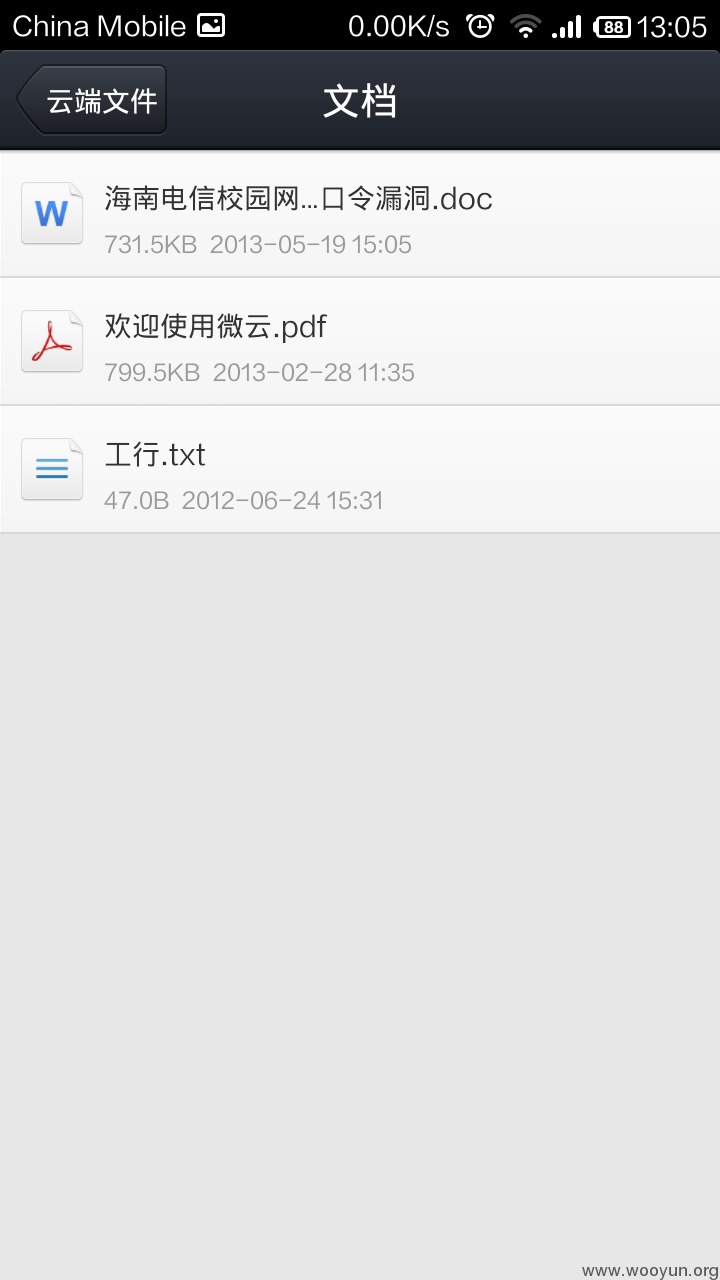 China Mobile 0.00K/s 88 13:05
云端文件 文档
W
海南电信校园网...口令漏洞.doc
731.5KB 2013-05-19 15:05
欢迎使用微云.pdf
799.5KB 2013-02-28 11:35
工行.txt
47.0B 2012-06-24 15:31
www.wooyun.org